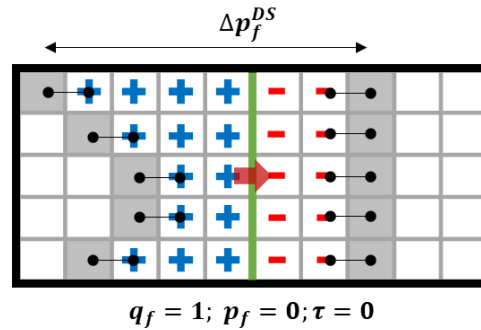 Δp_f^{DS}
q_f = 1; p_f = 0; τ = 0